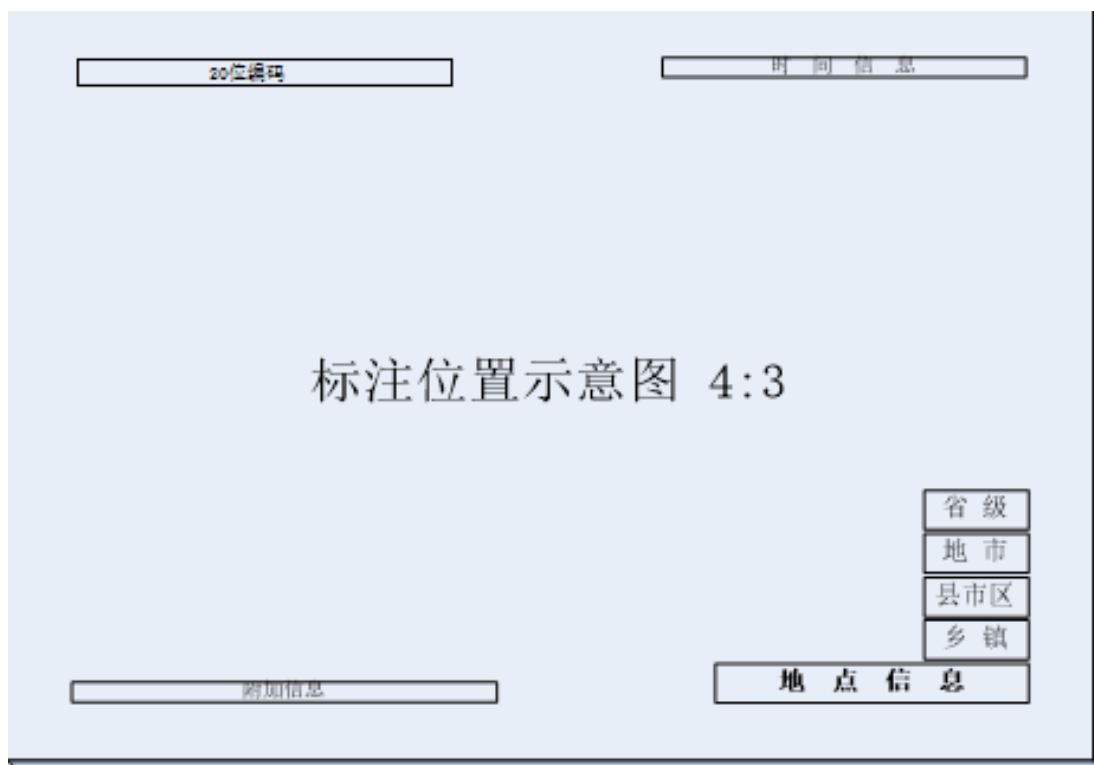 20位编码
时 间 信 息
标注位置示意图 4:3
省 级
地 市
县市区
乡 镇
附加信息
地 点 信 息